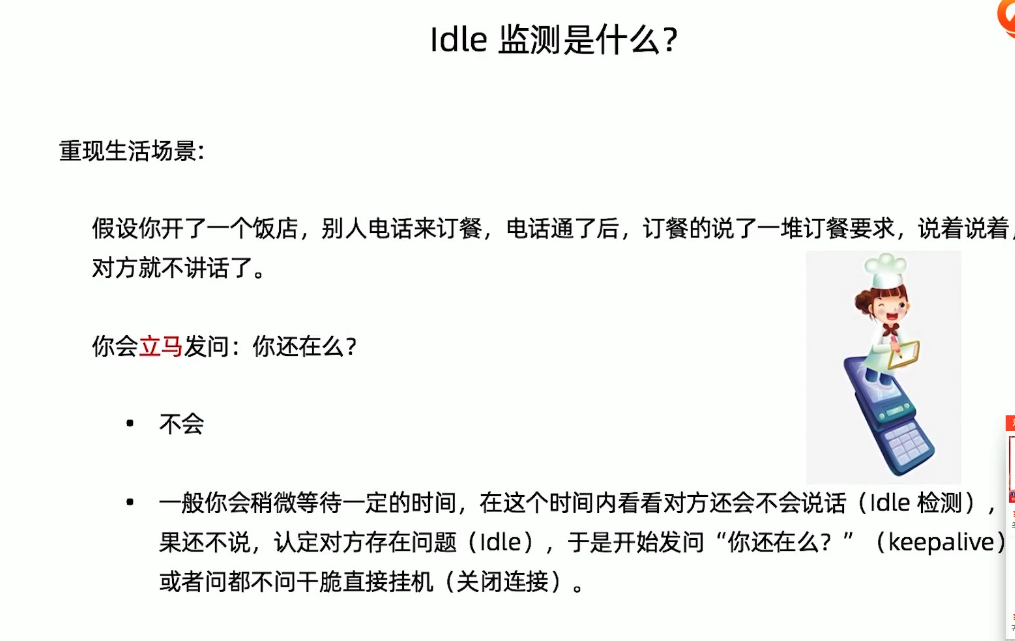 Idle 监测是什么？
重现生活场景：
假设你开了一个饭店，别人电话来订餐，电话通了后，订餐的说了一堆订餐要求，说着说着，
对方就不讲话了。
你会立马发问：你还在么？
• 不会
• 一般你会稍微等待一定的时间，在这个时间内看看对方还会不会说话（Idle 检测），
果还不说，认定对方存在问题（Idle），于是开始发问“你还在么？”（keepalive）
或者问都不问干脆直接挂机（关闭连接）。